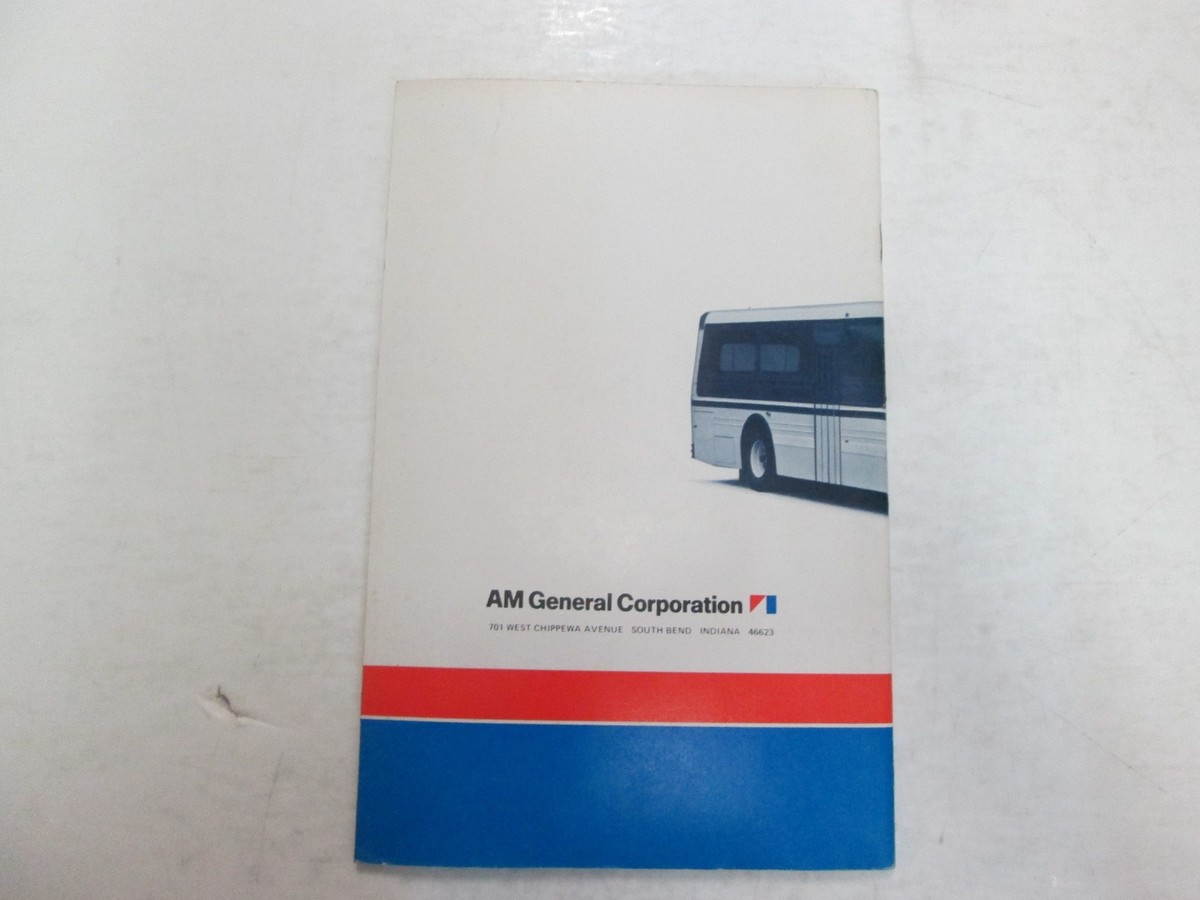 AM General Corporation
701 WEST CHIPPEWA AVENUE SOUTH BEND INDIANA 46623